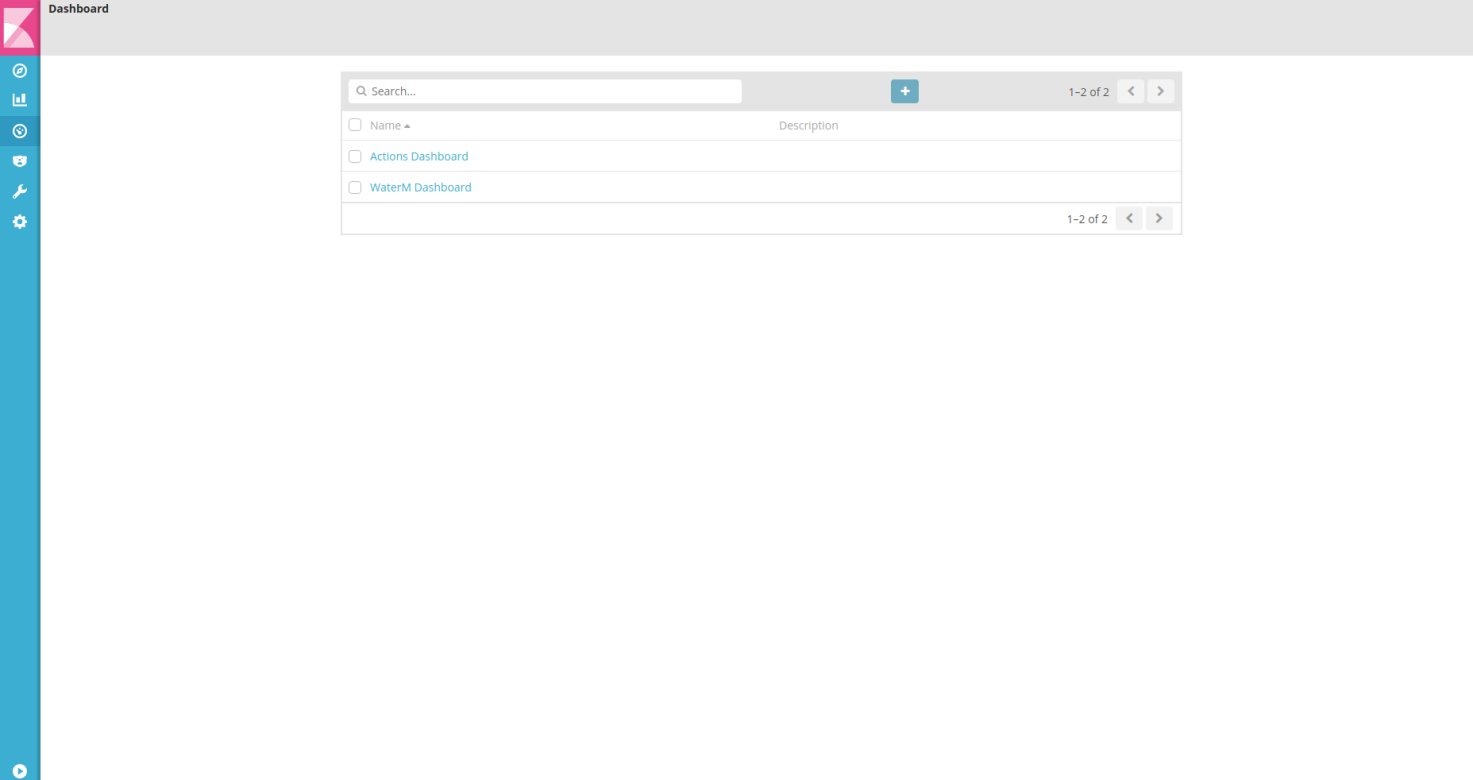 Dashboard
Search...
1–2 of 2
Name
Description
Actions Dashboard
WaterM Dashboard
1–2 of 2